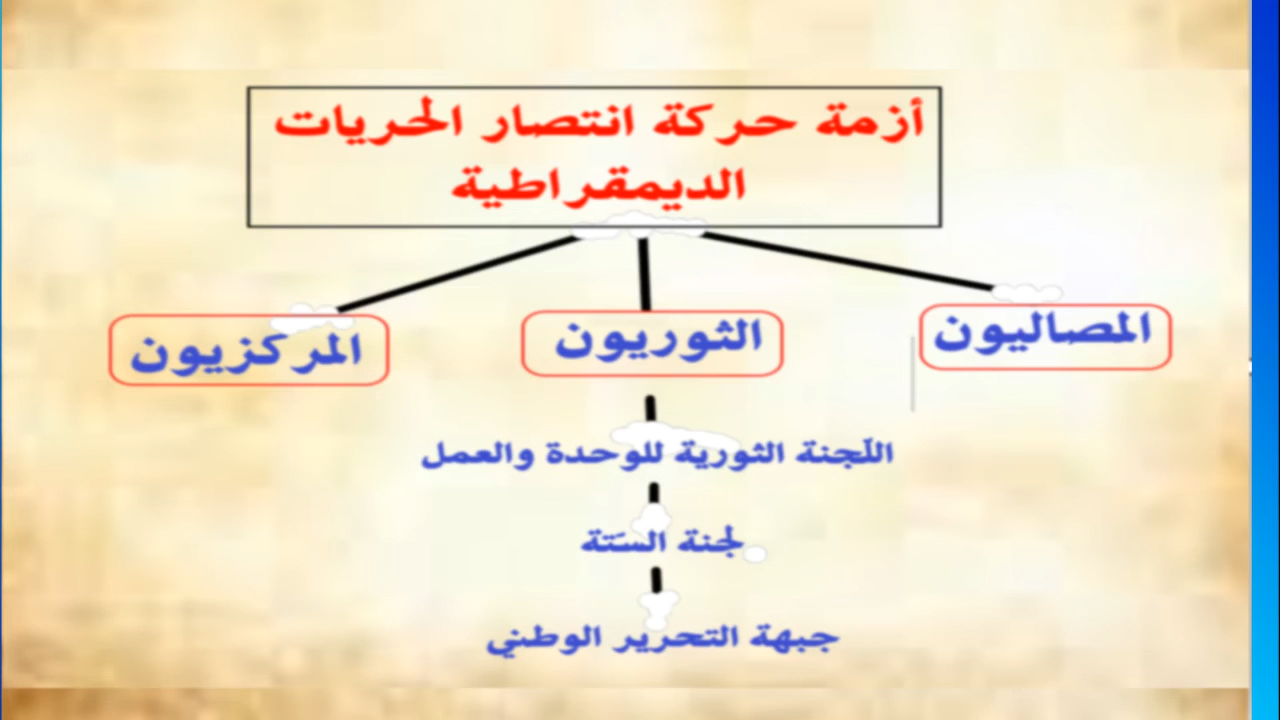 أزمة حركة انتصار الحريات
الديمقراطية
المصاليون
الثوريون
المركزيون
اللّجنة الثورية للوحدة والعمل
لجنة الستة
جبهة التحرير الوطني